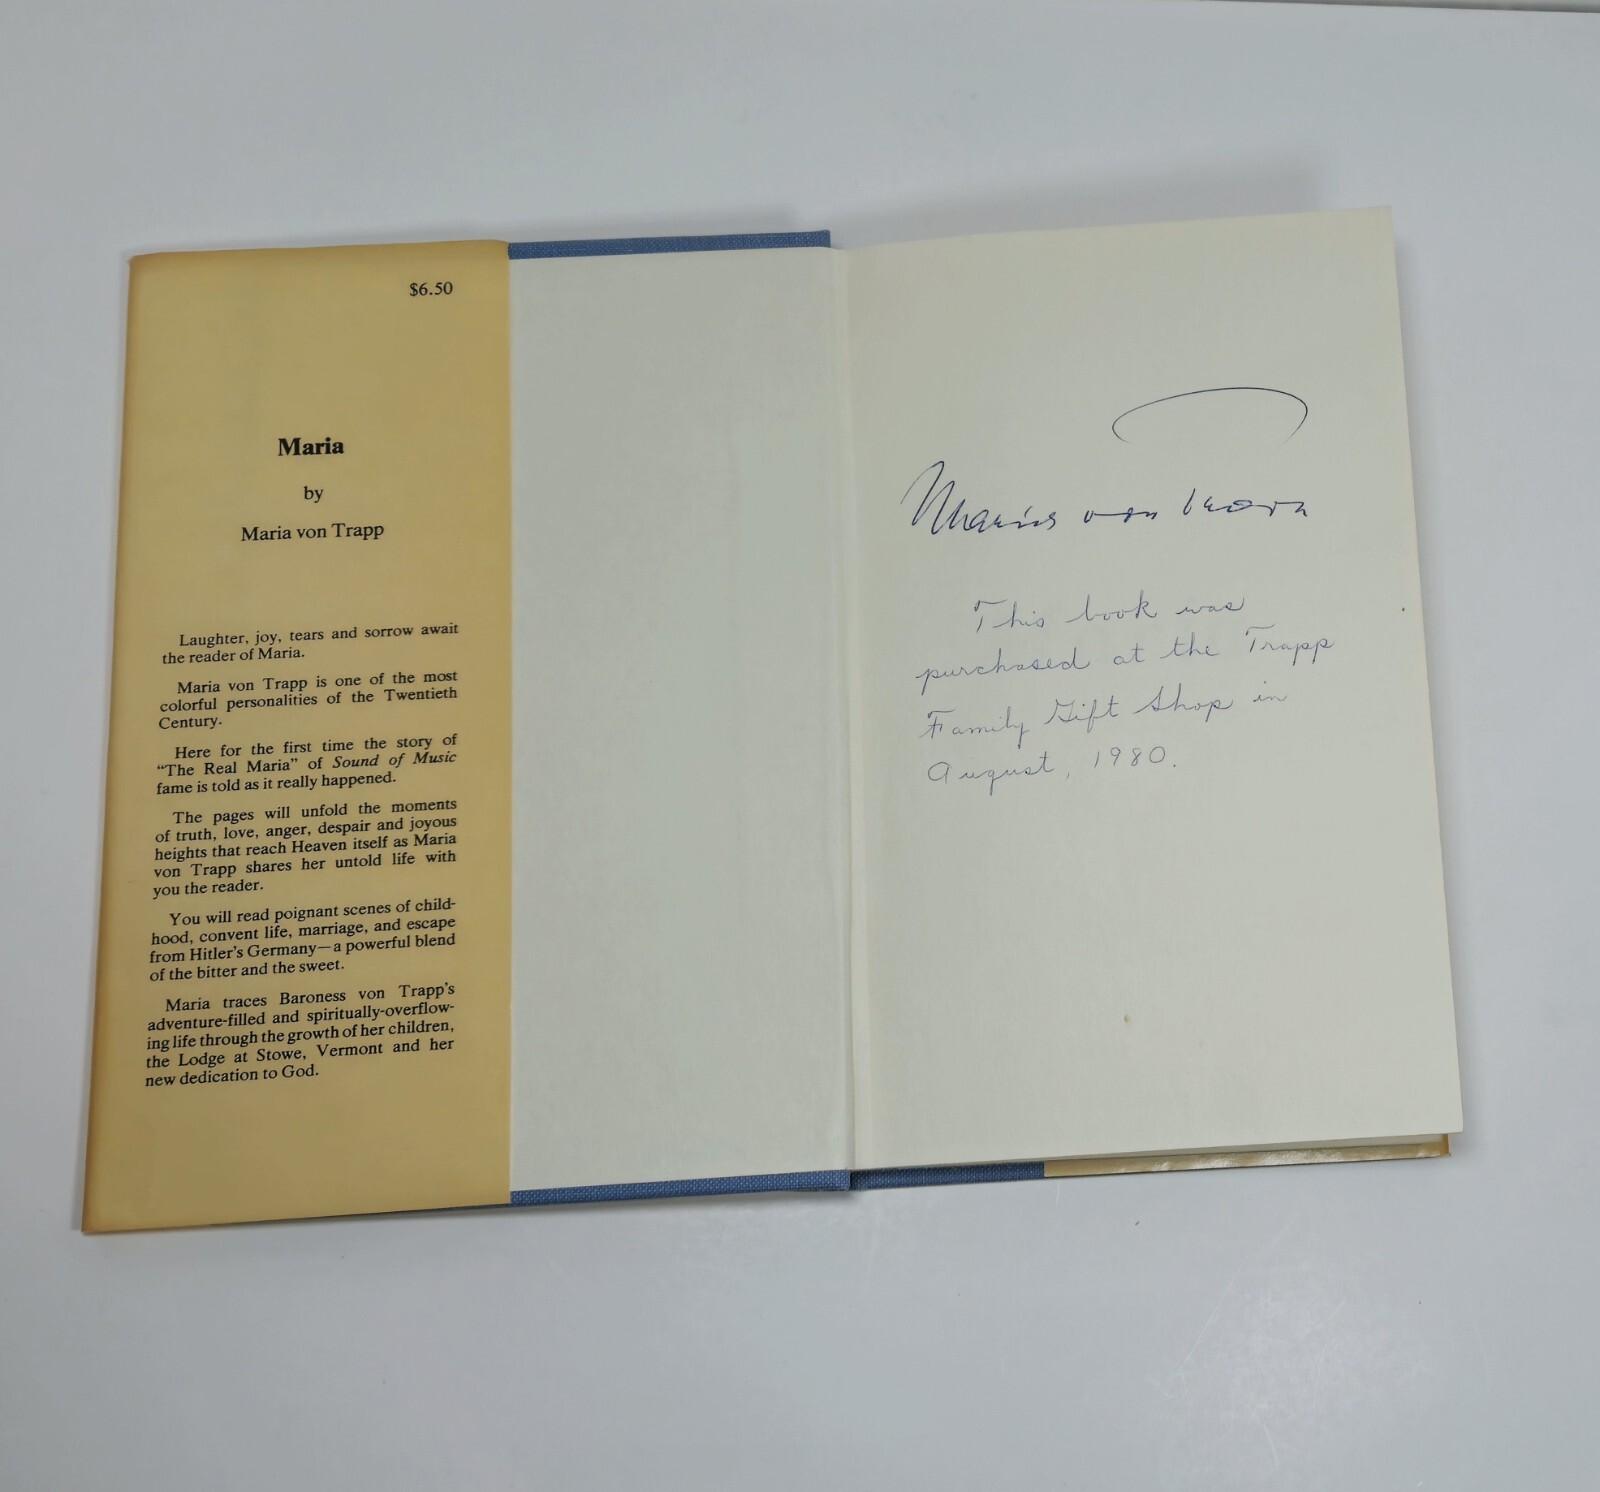 $6.50
Maria
by
Maria von Trapp
Laughter, joy, tears and sorrow await
the reader of Maria.
Maria von Trapp is one of the most
colorful personalities of the Twentieth
Century.
Here for the first time the story of
“The Real Maria” of Sound of Music
fame is told as it really happened.
The pages will unfold the moments
of truth, love, anger, despair and joyous
heights that reach Heaven itself as Maria
von Trapp shares her untold life with
you the reader.
You will read poignant scenes of child-
hood, convent life, marriage, and escape
from Hitler's Germany—a powerful blend
of the bitter and the sweet.
Maria traces Baroness von Trapp's
adventure-filled and spiritually-overflow-
ing life through the growth of her children,
the Lodge at Stowe, Vermont and her
new dedication to God.
Maria von Trapp
This book was
purchased at the Trapp
Family Gift Shop in
August, 1980.